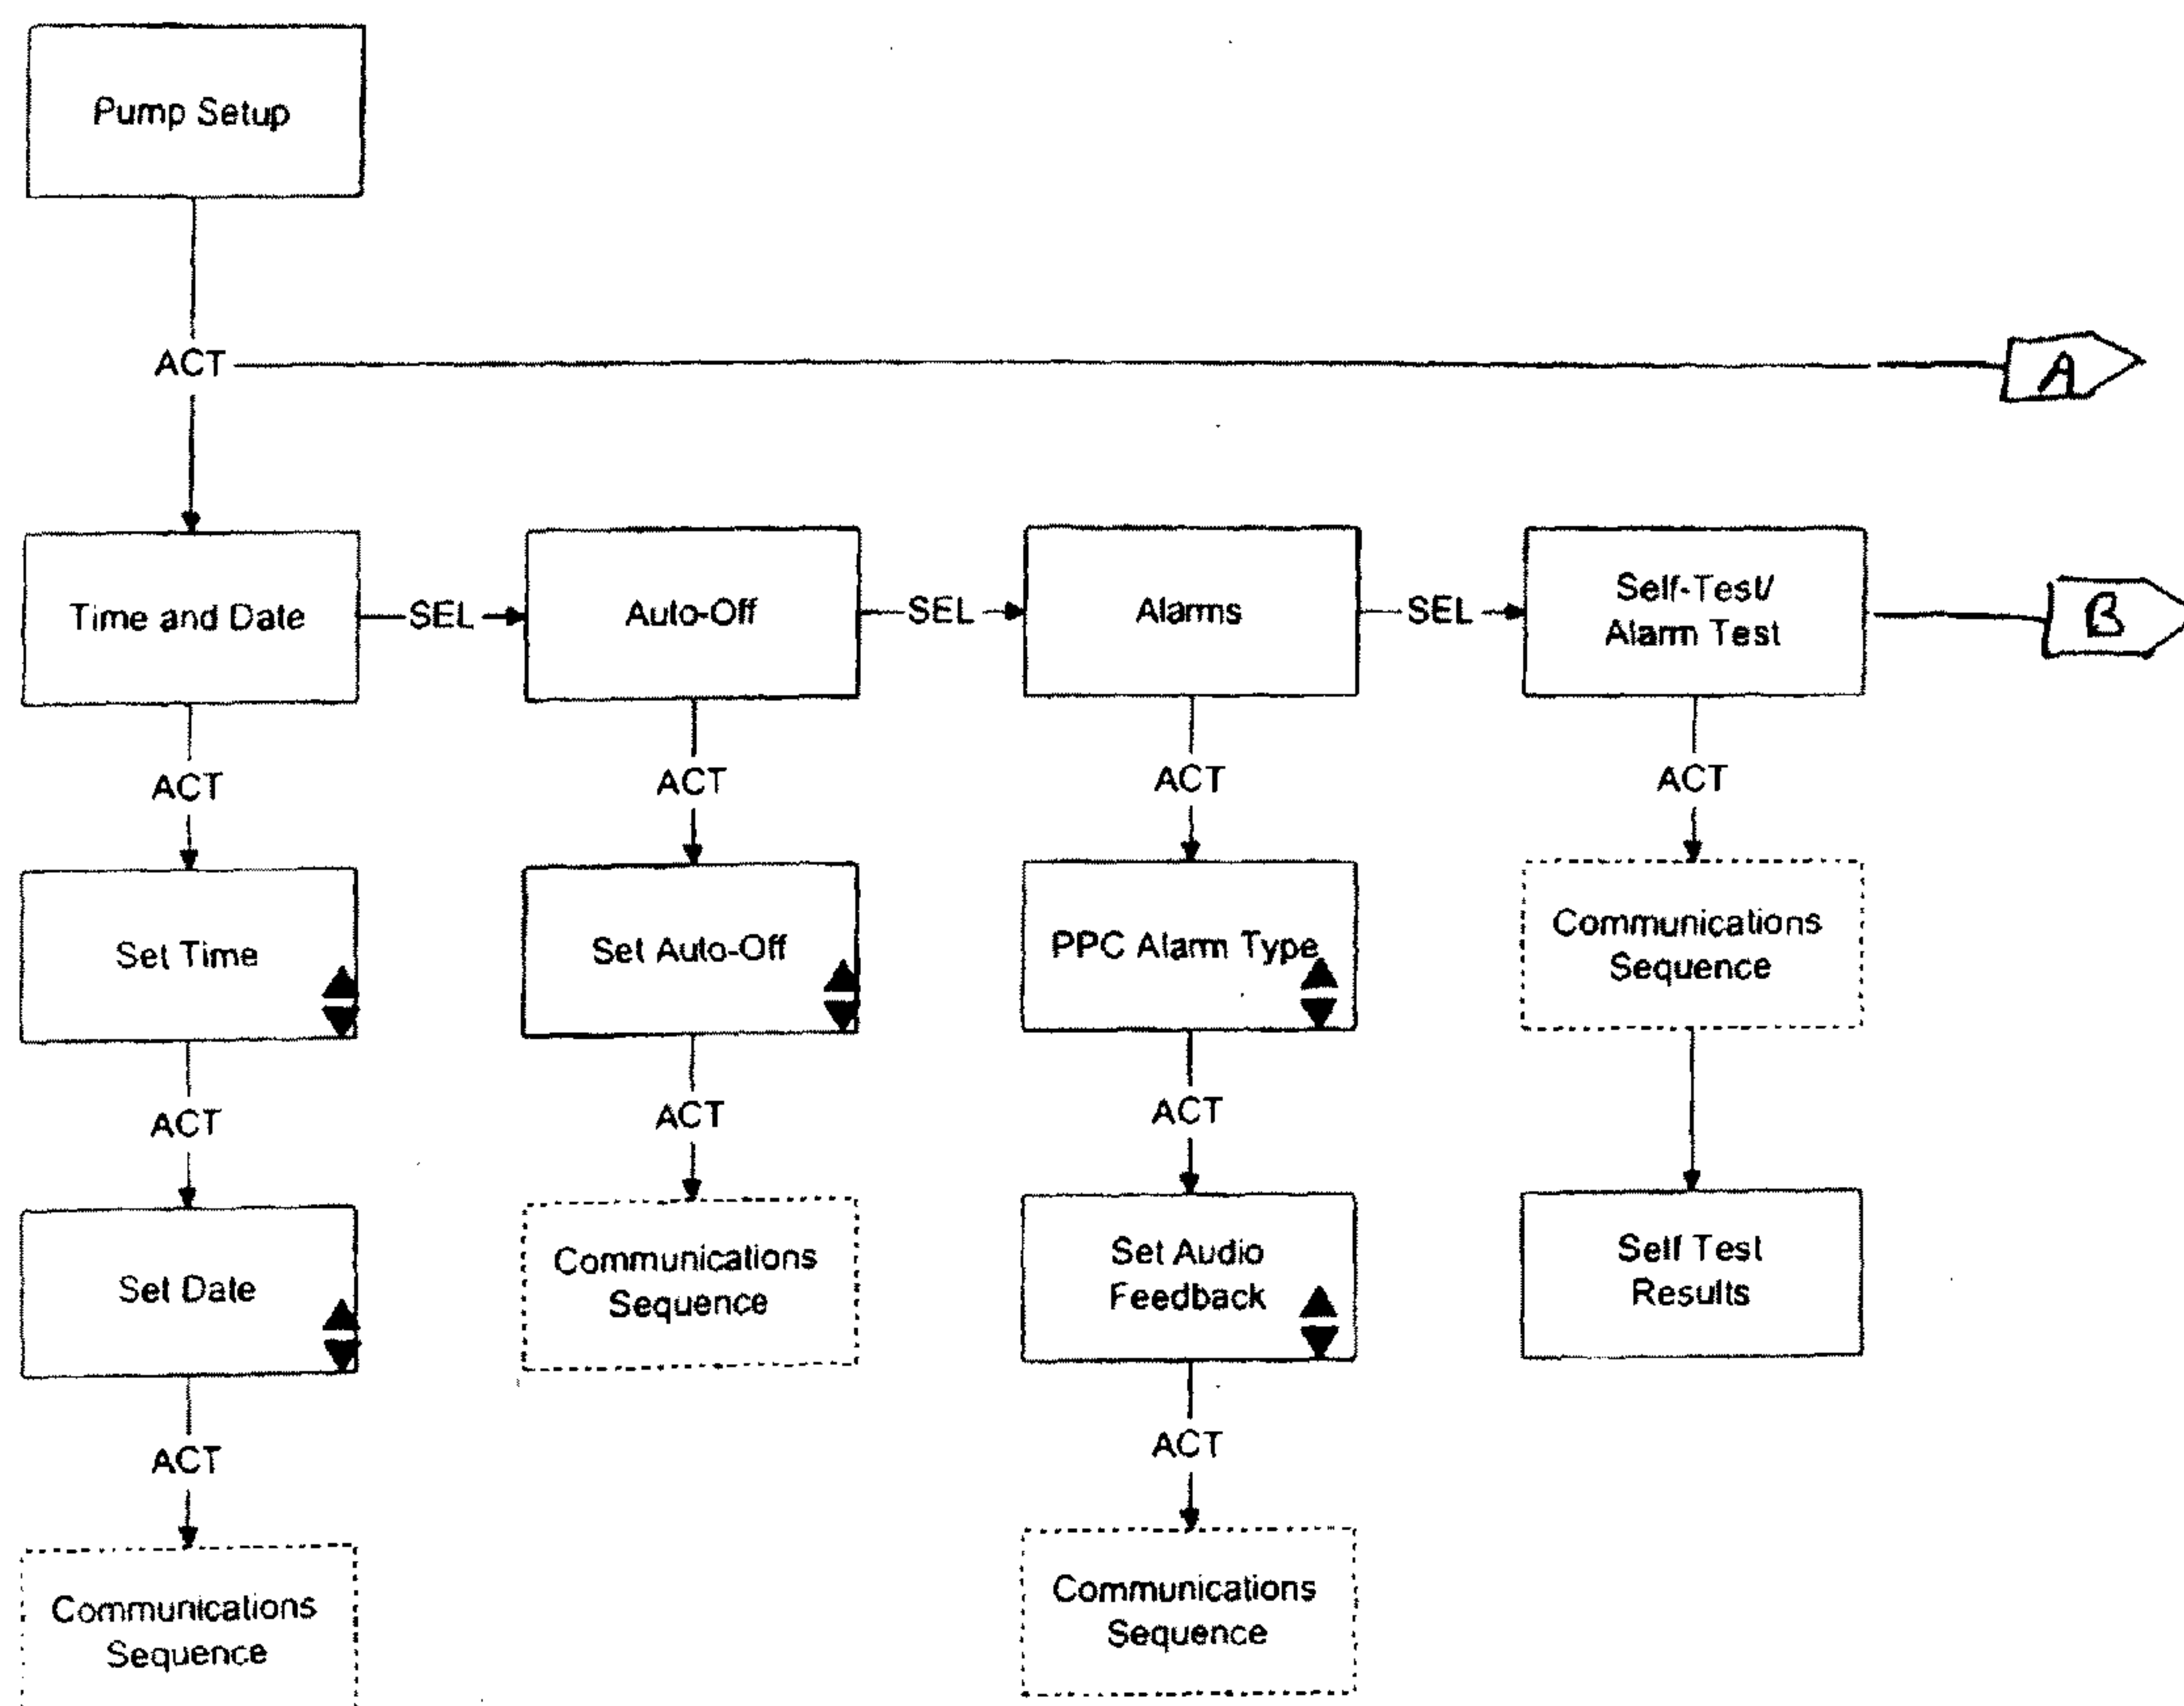 Pump Setup
ACT
A
Time and Date
SEL
Auto-Off
SEL
Alarms
SEL
Self-Test/
Alarm Test
B
ACT
ACT
ACT
ACT
Set Time
Set Auto-Off
PPC Alarm Type
Communications
Sequence
ACT
ACT
ACT
Set Date
Communications
Sequence
Set Audio
Feedback
Self Test
Results
ACT
ACT
Communications
Sequence
Communications
Sequence